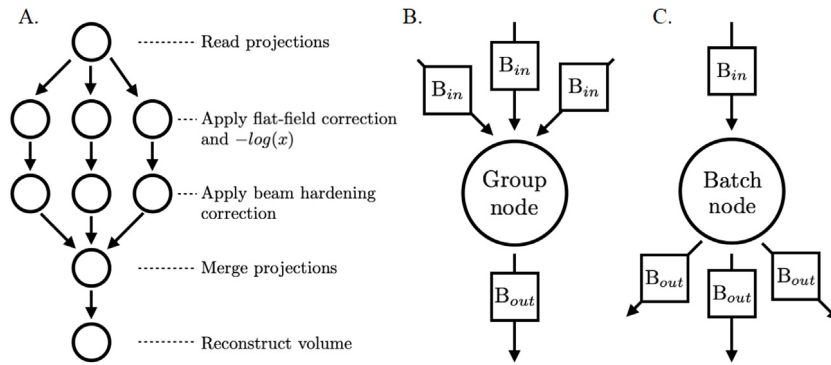 A.
Read projections
Apply flat-field correction
and −log(x)
Apply beam hardening
correction
Merge projections
Reconstruct volume
B.
B_in
B_in
B_in
Group
node
B_out
C.
B_in
Batch
node
B_out
B_out
B_out